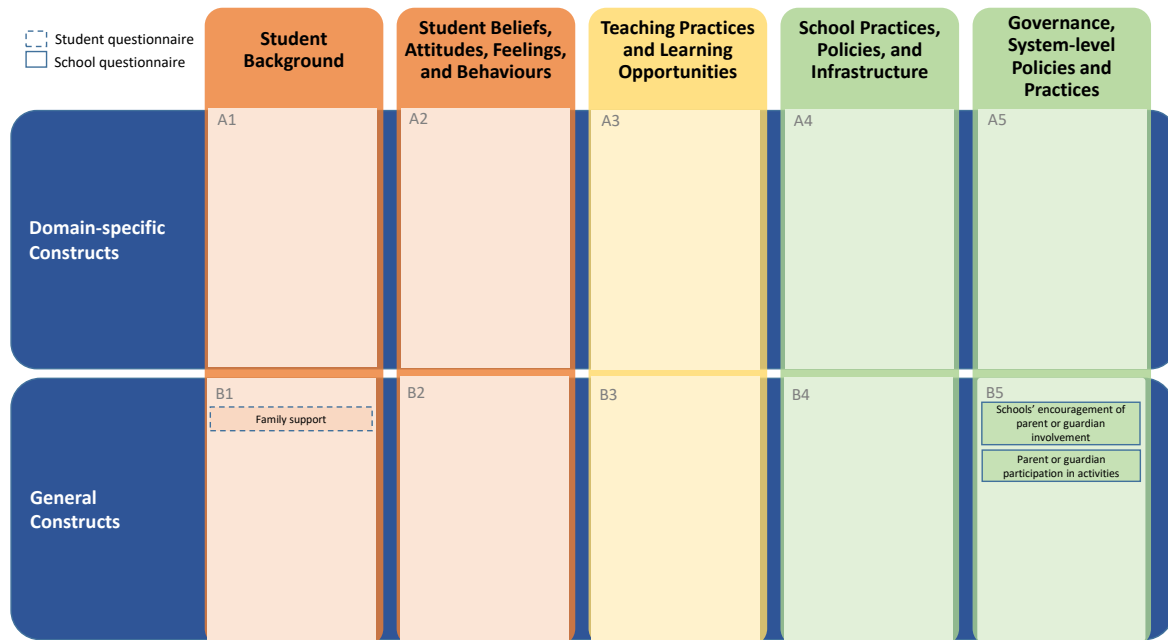 Student questionnaire
School questionnaire
Student
Background
Student Beliefs,
Attitudes, Feelings,
and Behaviours
Teaching Practices
and Learning
Opportunities
School Practices,
Policies, and
Infrastructure
Governance,
System-level
Policies and
Practices
Domain-specific
Constructs
A1
A2
A3
A4
A5
General
Constructs
B1
Family support
B2
B3
B4
B5
Schools’ encouragement of
parent or guardian
involvement
Parent or guardian
participation in activities